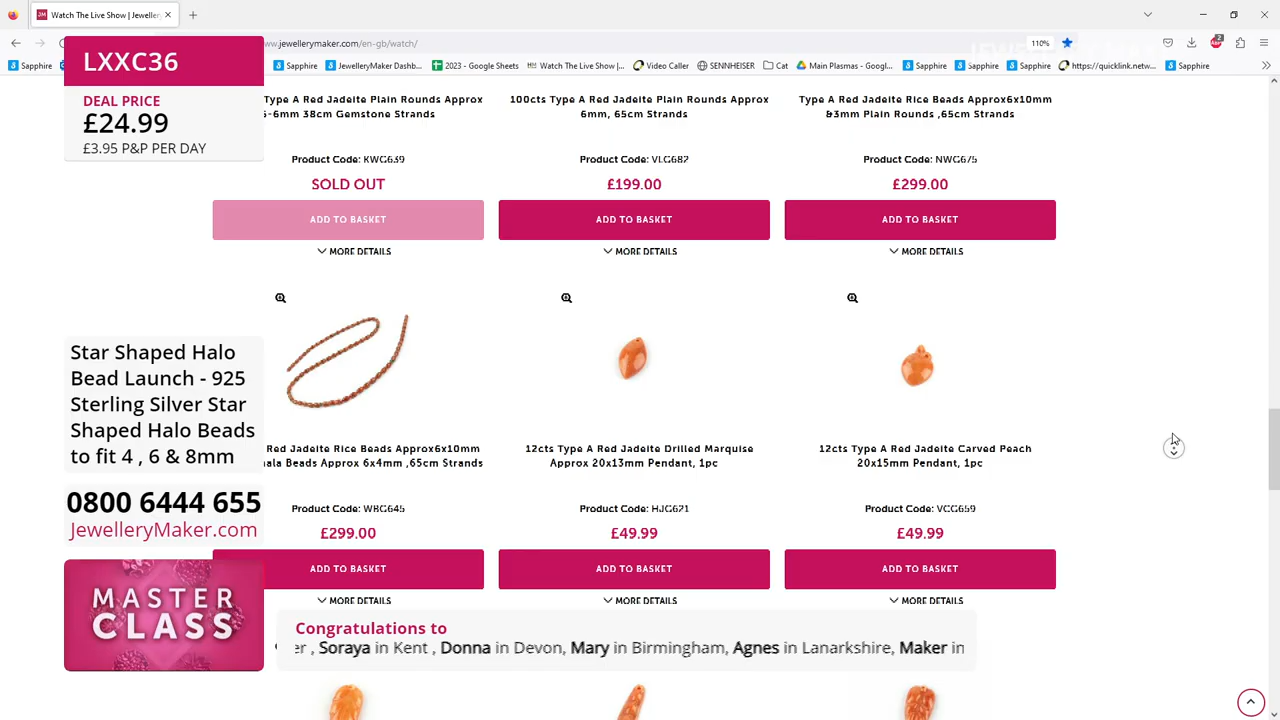 Watch The Live Show | Jeweller
ww.jewellerymaker.com/en-gb/watch/
110%
Sapphire
Sapphire
JewelleryMaker Dashb...
2023 - Google Sheets
Watch The Live Show |...
Video Caller
SENNHEISER
Cat
Main Plasmas - Googl...
Sapphire
Sapphire
Sapphire
https://quicklink.netw...
Sapphire
LXXC36
DEAL PRICE
£24.99
£3.95 P&P PER DAY
Type A Red Jadeite Plain Rounds Approx
5-6mm 38cm Gemstone Strands
Product Code: KWG639
SOLD OUT
ADD TO BASKET
MORE DETAILS
100cts Type A Red Jadeite Plain Rounds Approx
6mm, 65cm Strands
Product Code: VLG682
£199.00
ADD TO BASKET
MORE DETAILS
Type A Red Jadeite Rice Beads Approx6x10mm
&3mm Plain Rounds ,65cm Strands
Product Code: NWG675
£299.00
ADD TO BASKET
MORE DETAILS
Star Shaped Halo
Bead Launch - 925
Sterling Silver Star
Shaped Halo Beads
to fit 4 , 6 & 8mm
0800 6444 655
JewelleryMaker.com
MASTER
CLASS
Red Jadeite Rice Beads Approx6x10mm
ala Beads Approx 6x4mm ,65cm Strands
Product Code: WBG645
£299.00
ADD TO BASKET
MORE DETAILS
12cts Type A Red Jadeite Drilled Marquise
Approx 20x13mm Pendant, 1pc
Product Code: HJG621
£49.99
ADD TO BASKET
MORE DETAILS
12cts Type A Red Jadeite Carved Peach
20x15mm Pendant, 1pc
Product Code: VCG659
£49.99
ADD TO BASKET
MORE DETAILS
Congratulations to
er , Soraya in Kent , Donna in Devon, Mary in Birmingham, Agnes in Lanarkshire, Maker in